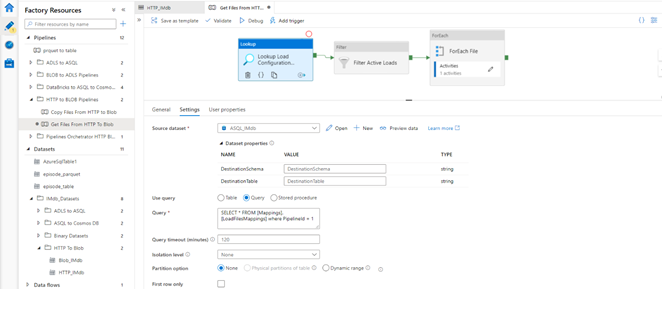 Factory Resources
Filter resources by name
Pipelines 12
prquet to table
ADLS to ASQL 2
BLOB to ADLS Pipelines 2
DataBricks to ASQL to Cosmo... 4
HTTP to BLOB Pipelines 2
Copy Files From HTTP to Blob
Get Files From HTTP To Blob
Pipelines Orchetrator HTTP Bl... 2
Datasets 11
AzureSqlTable1
episode_parquet
episode_table
IMdb_Datasets 8
ADLS to ASQL 2
ASQL to Cosmos DB 2
Binary Datasets 2
HTTP To Blob 2
Blob_IMdb
HTTP_IMdb
Data flows 1
HTTP_IMdb
Get Files From HT...
Save as template
Validate
Debug
Add trigger
Lookup
Lookup Load
Configuration...
Filter
Filter Active Loads
ForEach
ForEach File
Activities
1 activities
General
Settings
User properties
Source dataset *
ASQL_IMdb
Open
New
Preview data
Learn more
Dataset properties
NAME VALUE TYPE
DestinationSchema DestinationSchema string
DestinationTable DestinationTable string
Use query
Table
Query
Stored procedure
Query *
SELECT * FROM [Mappings].
[LoadFilesMappings] where PipelineId = 1
Query timeout (minutes)
120
Isolation level
None
Partition option
None
Physical partitions of table
Dynamic range
First row only